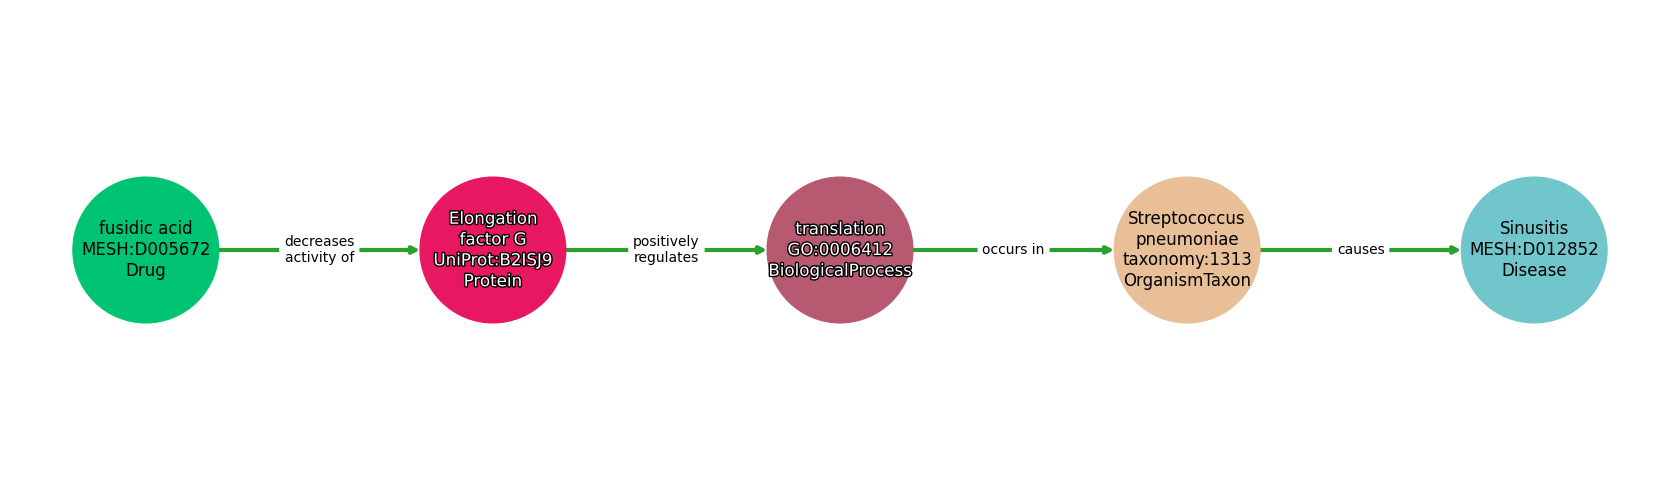 fusidic acid
MESH:D005672
Drug
decreases
activity of
Elongation
factor G
UniProt:B2ISJ9
Protein
positively
regulates
translation
GO:0006412
BiologicalProcess
occurs in
Streptococcus
pneumoniae
taxonomy:1313
OrganismTaxon
causes
Sinusitis
MESH:D012852
Disease